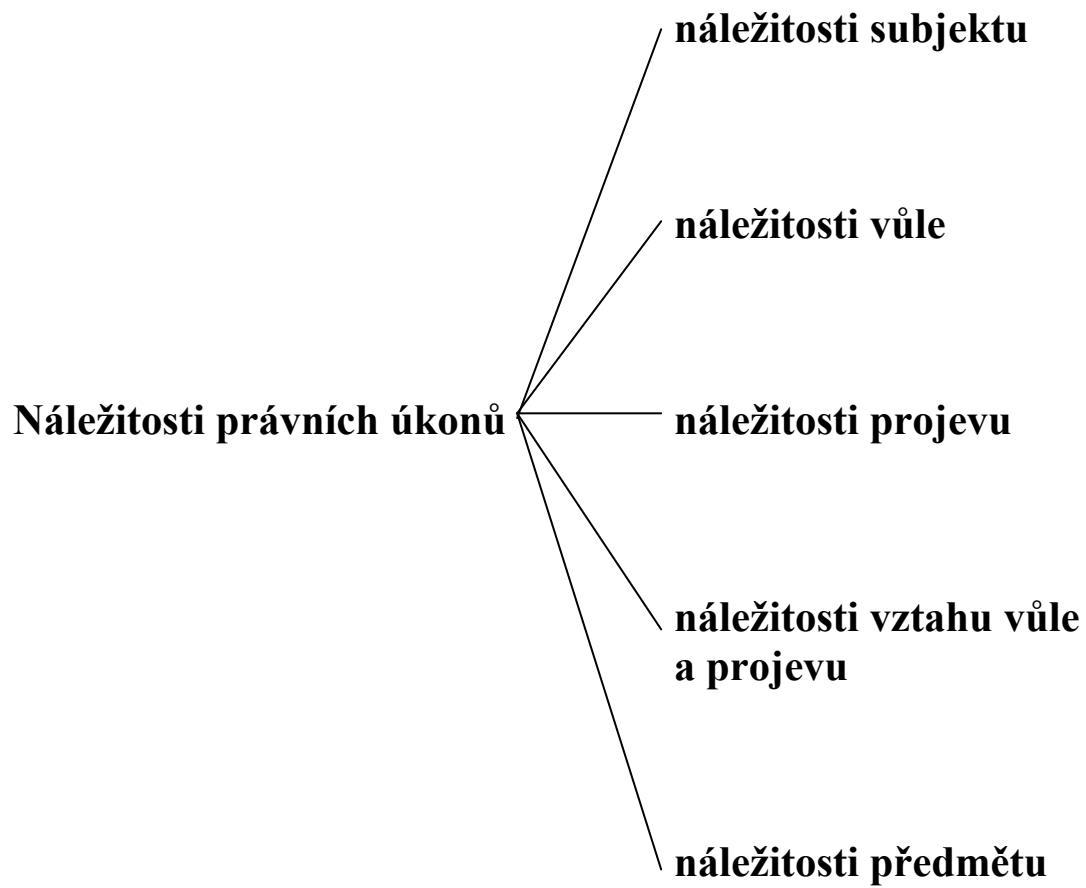 náležitosti subjektu
náležitosti vůle
Náležitosti právních úkonů
náležitosti projevu
náležitosti vztahu vůle
a projevu
náležitosti předmětu